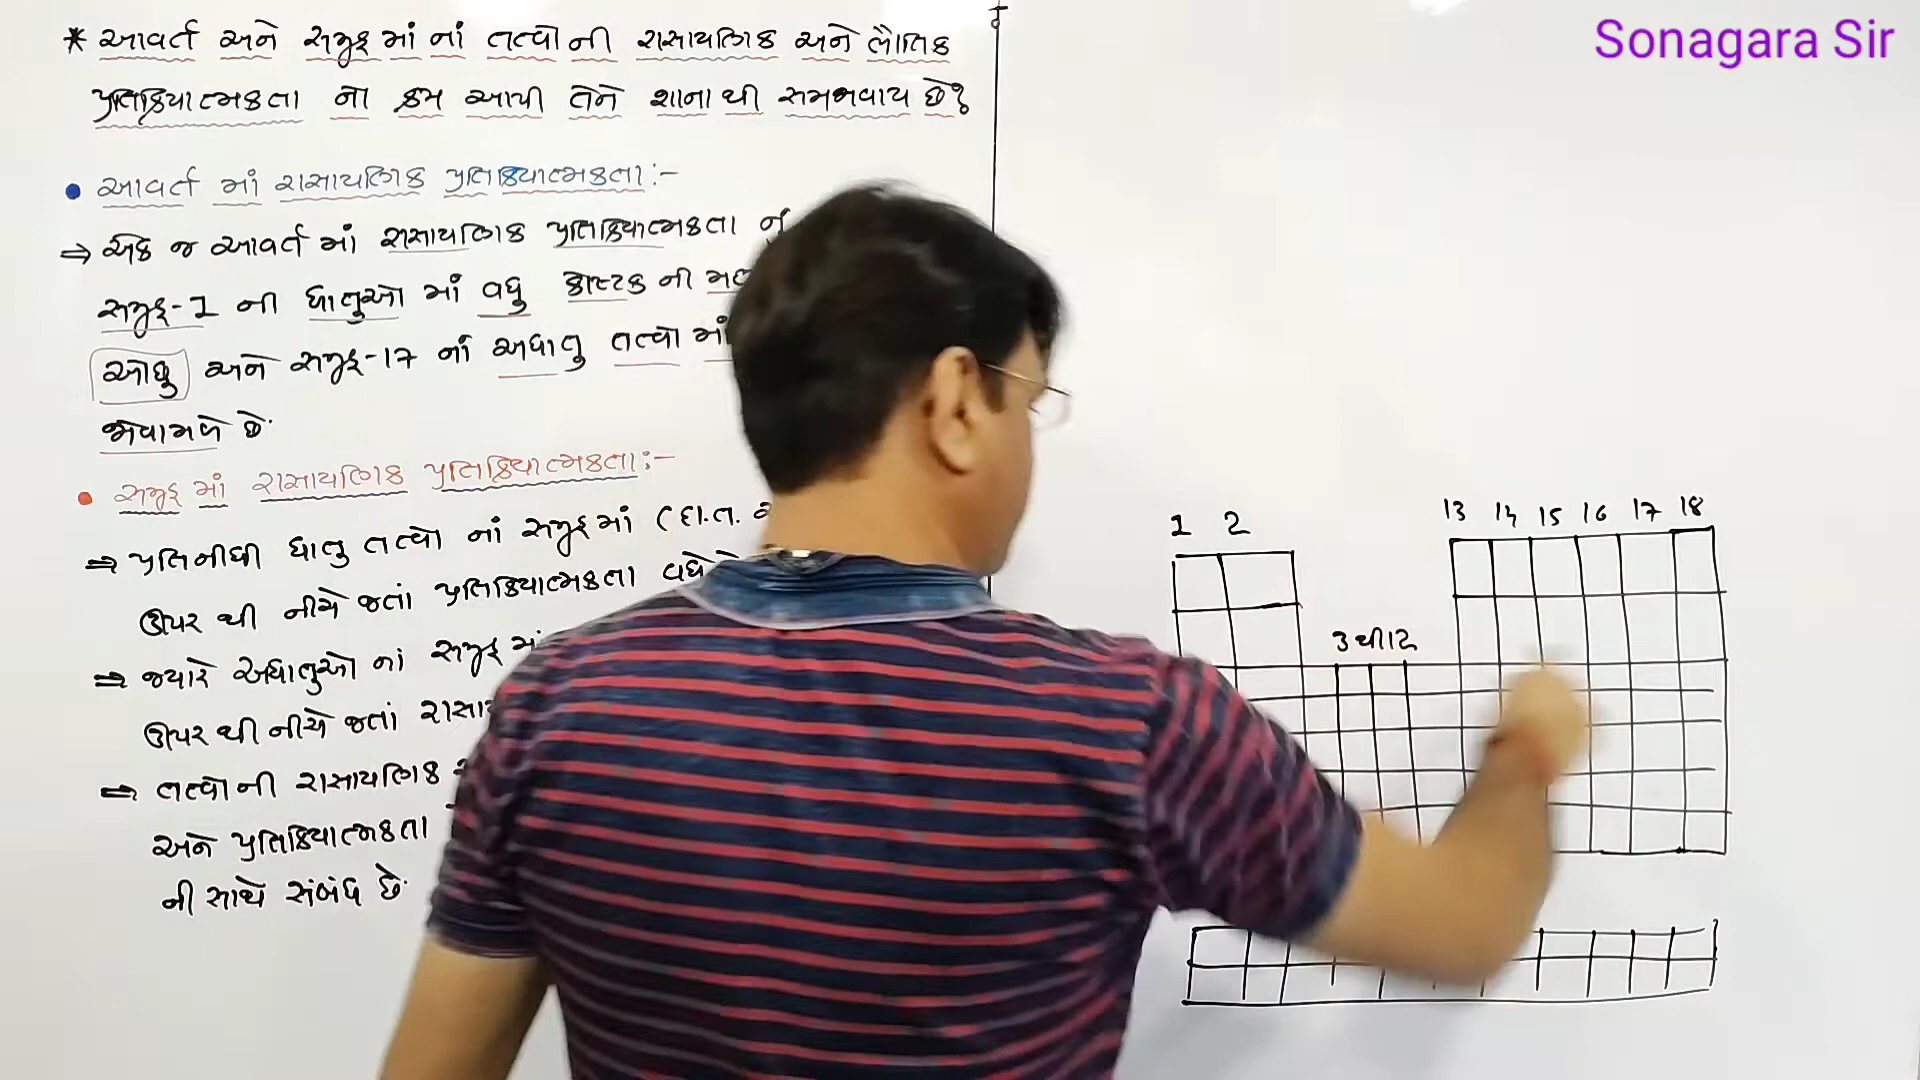 * આવર્ત અને સમૂહ માં નાં તત્વો ની રાસાયણિક અને ભૌતિક
પ્રતિક્રિયાત્મકતા નો ક્રમ આપી તેને શાના થી સમજાવાય છે?
• આવર્ત માં રાસાયણિક પ્રતિક્રિયાત્મકતા :-
⇒ એક જ આવર્ત માં રાસાયણિક પ્રતિક્રિયાત્મકતા નું
સમૂહ-1 ની ધાતુઓ માં વધુ કોષ્ટક ની
ઓછુ અને સમૂહ-17 નાં અધાતુ તત્વો માં
જોવા મળે છે.
• સમૂહ માં રાસાયણિક પ્રતિક્રિયાત્મકતા :-
⇒ પ્રતિનીધી ધાતુ તત્વો નાં સમૂહ માં (દા.ત.
ઊપર થી નીચે જતાં પ્રતિક્રિયાત્મકતા વધે
⇒ જ્યારે અધાતુઓ નાં સમૂહ માં
ઊપર થી નીચે જતાં
⇒ તત્વો ની રાસાયણિક
અને પ્રતિક્રિયાત્મકતા
ની સાથે સંબંધ છે.
Sonagara Sir
1 2 13 14 15 16 17 18
3 થી 12